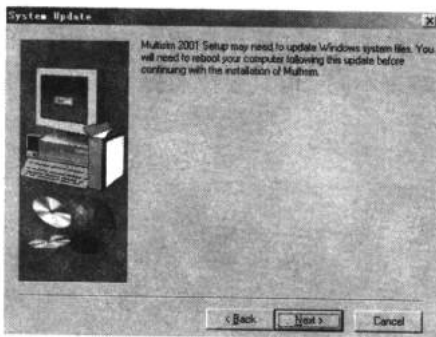 System Update
Multisim 2001 Setup may need to update Windows system files. You
will need to reboot your computer following this update before
continuing with the installation of Multisim.
< Back
Next >
Cancel